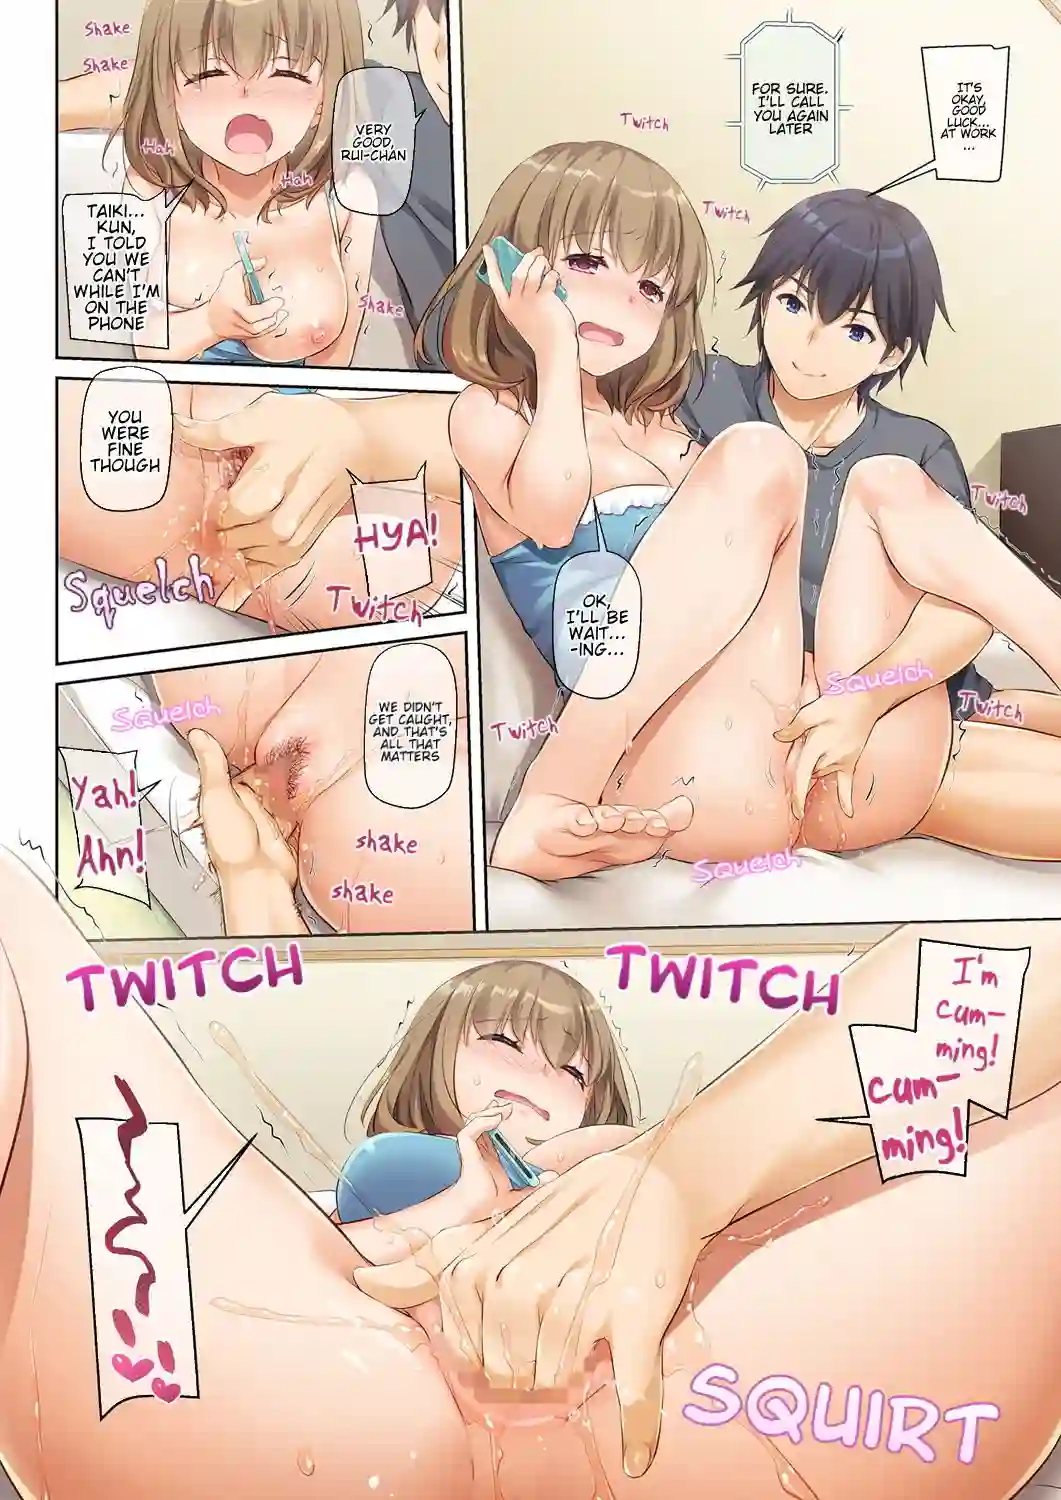 IT'S
OKAY,
GOOD
LUCK...
AT WORK
...
FOR SURE.
I'LL CALL
YOU AGAIN
LATER
Twitch
Twitch
Twitch
OK,
I'LL BE
WAIT...
-ING...
Squelch
Twitch
Twitch
Squelch
Shake
Shake
VERY
GOOD,
RUI-CHAN
Hah
Hah
TAIKI...
KUN,
I TOLD
YOU WE
CAN'T
WHILE I'M
ON THE
PHONE
Shake
YOU
WERE
FINE
THOUGH
HYA!
Squelch
Twitch
WE DIDN'T
GET CAUGHT,
AND THAT'S
ALL THAT
MATTERS
Squelch
Yah!
Ahn!
shake
shake
TWITCH
TWITCH
I'm
cum-
ming!
cum-
ming!
SQUIRT